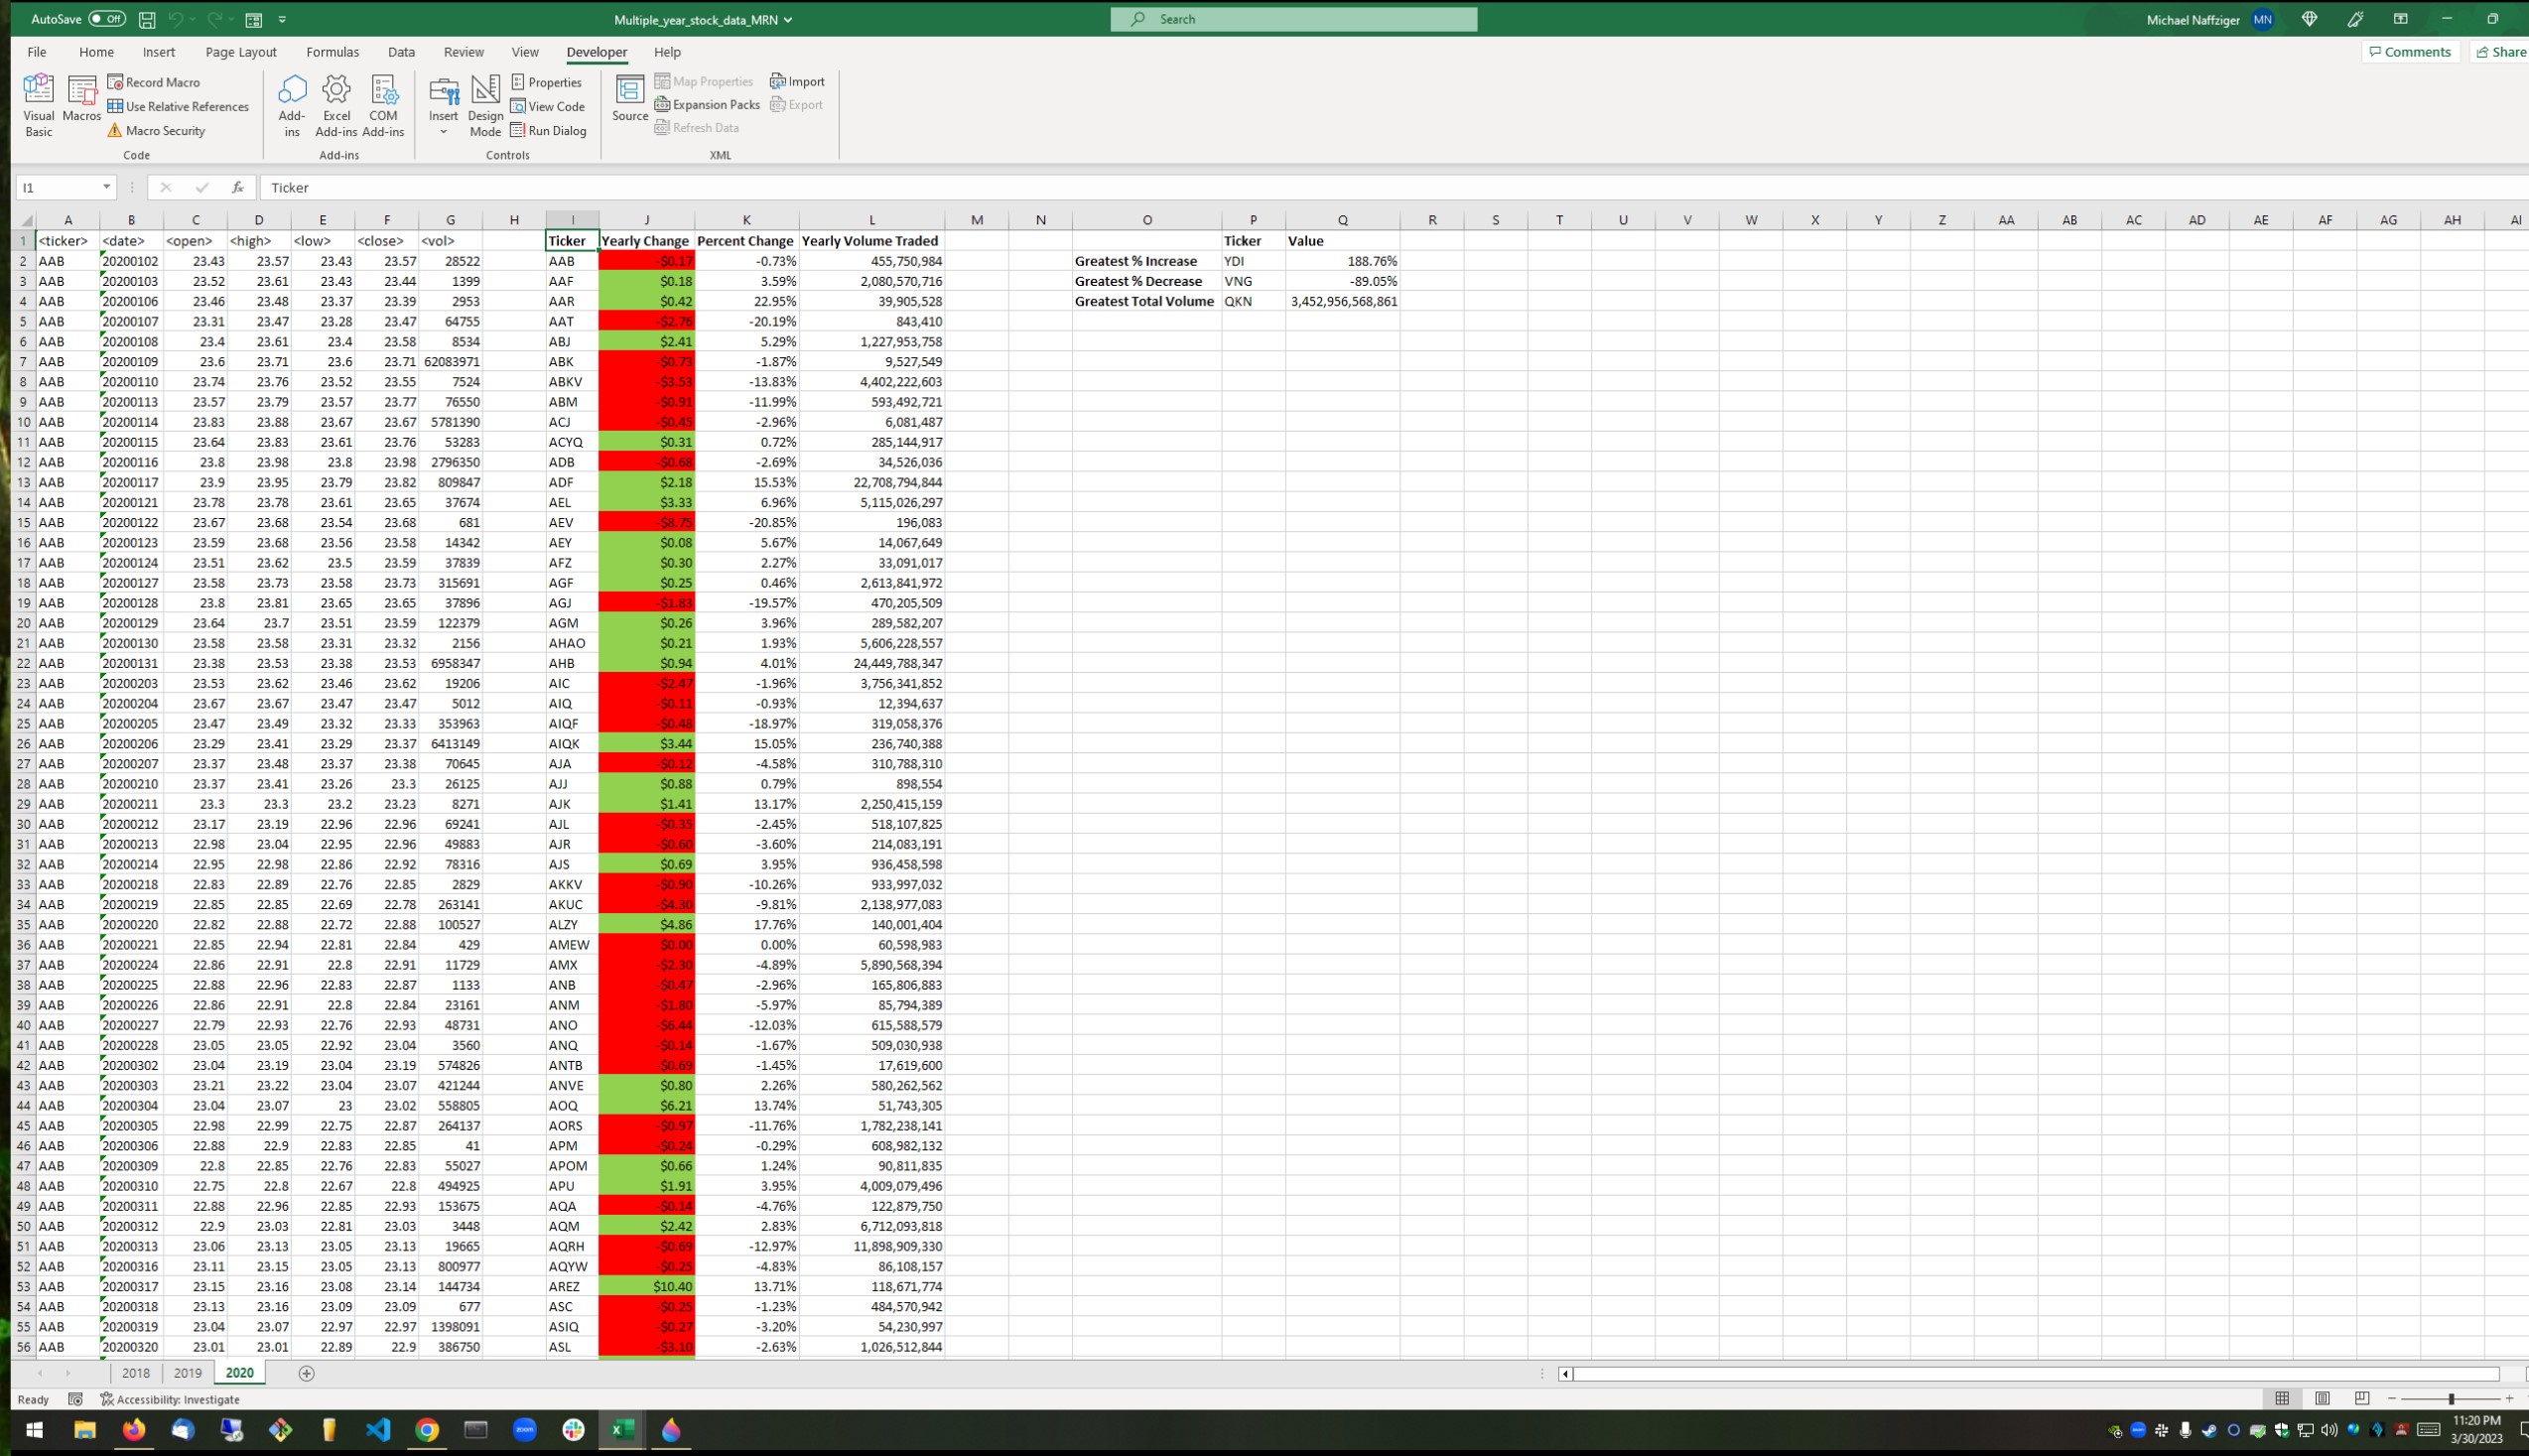 AutoSave Off Multiple_year_stock_data_MRN Search Michael Naffziger MN
File Home Insert Page Layout Formulas Data Review View Developer Help Comments Share
Visual Basic Macros Record Macro Use Relative References Macro Security Code
Add-ins Excel Add-ins COM Add-ins Add-ins
Insert Design Mode Properties View Code Run Dialog Controls
Source Map Properties Expansion Packs Refresh Data Import Export XML
I1 fx Ticker
A B C D E F G H I J K L M N O P Q R S T U V W X Y Z AA AB AC AD AE AF AG AH AI
1 <ticker> <date> <open> <high> <low> <close> <vol> Ticker Yearly Change Percent Change Yearly Volume Traded Ticker Value
2 AAB 20200102 23.43 23.57 23.43 23.57 28522 AAB -$0.17 -0.73% 455,750,984 Greatest % Increase YDI 188.76%
3 AAB 20200103 23.52 23.61 23.43 23.44 1399 AAF $0.18 3.59% 2,080,570,716 Greatest % Decrease VNG -89.05%
4 AAB 20200106 23.46 23.48 23.37 23.39 2953 AAR $0.42 22.95% 39,905,528 Greatest Total Volume QKN 3,452,956,568,861
5 AAB 20200107 23.31 23.47 23.28 23.47 64755 AAT -$2.76 -20.19% 843,410
6 AAB 20200108 23.4 23.61 23.4 23.58 8534 ABJ $2.41 5.29% 1,227,953,758
7 AAB 20200109 23.6 23.71 23.6 23.71 62083971 ABK -$0.73 -1.87% 9,527,549
8 AAB 20200110 23.74 23.76 23.52 23.55 7524 ABKV -$3.53 -13.83% 4,402,222,603
9 AAB 20200113 23.57 23.79 23.57 23.77 76550 ABM -$0.91 -11.99% 593,492,721
10 AAB 20200114 23.83 23.88 23.67 23.67 5781390 ACJ -$0.45 -2.96% 6,081,487
11 AAB 20200115 23.64 23.83 23.61 23.76 53283 ACYQ $0.31 0.72% 285,144,917
12 AAB 20200116 23.8 23.98 23.8 23.98 2796350 ADB -$0.68 -2.69% 34,526,036
13 AAB 20200117 23.9 23.95 23.79 23.82 809847 ADF $2.18 15.53% 22,708,794,844
14 AAB 20200121 23.78 23.78 23.61 23.65 37674 AEL $3.33 6.96% 5,115,026,297
15 AAB 20200122 23.67 23.68 23.54 23.68 681 AEV -$8.75 -20.85% 196,083
16 AAB 20200123 23.59 23.68 23.56 23.58 14342 AEY $0.08 5.67% 14,067,649
17 AAB 20200124 23.51 23.62 23.5 23.59 37839 AFZ $0.30 2.27% 33,091,017
18 AAB 20200127 23.58 23.73 23.58 23.73 315691 AGF $0.25 0.46% 2,613,841,972
19 AAB 20200128 23.8 23.81 23.65 23.65 37896 AGJ -$1.83 -19.57% 470,205,509
20 AAB 20200129 23.64 23.7 23.51 23.59 122379 AGM $0.26 3.96% 289,582,207
21 AAB 20200130 23.58 23.58 23.31 23.32 2156 AHAO $0.21 1.93% 5,606,228,557
22 AAB 20200131 23.38 23.53 23.38 23.53 6958347 AHB $0.94 4.01% 24,449,788,347
23 AAB 20200203 23.53 23.62 23.46 23.62 19206 AIC -$2.47 -1.96% 3,756,341,852
24 AAB 20200204 23.67 23.67 23.47 23.47 5012 AIQ -$0.11 -0.93% 12,394,637
25 AAB 20200205 23.47 23.49 23.32 23.33 353963 AIQF -$0.48 -18.97% 319,058,376
26 AAB 20200206 23.29 23.41 23.29 23.37 6413149 AIQK $3.44 15.05% 236,740,388
27 AAB 20200207 23.37 23.48 23.37 23.38 70645 AJA -$0.12 -4.58% 310,788,310
28 AAB 20200210 23.37 23.41 23.26 23.3 26125 AJJ $0.88 0.79% 898,554
29 AAB 20200211 23.3 23.3 23.2 23.23 8271 AJK $1.41 13.17% 2,250,415,159
30 AAB 20200212 23.17 23.19 22.96 22.96 69241 AJL -$0.35 -2.45% 518,107,825
31 AAB 20200213 22.98 23.04 22.95 22.96 49883 AJR -$0.60 -3.60% 214,083,191
32 AAB 20200214 22.95 22.98 22.86 22.92 78316 AJS $0.69 3.95% 936,458,598
33 AAB 20200218 22.83 22.89 22.76 22.85 2829 AKKV -$0.90 -10.26% 933,997,032
34 AAB 20200219 22.85 22.85 22.69 22.78 263141 AKUC -$4.30 -9.81% 2,138,977,083
35 AAB 20200220 22.82 22.88 22.72 22.88 100527 ALZY $4.86 17.76% 140,001,404
36 AAB 20200221 22.85 22.94 22.81 22.84 429 AMEW $0.00 0.00% 60,598,983
37 AAB 20200224 22.86 22.91 22.8 22.91 11729 AMX -$2.30 -4.89% 5,890,568,394
38 AAB 20200225 22.88 22.96 22.83 22.87 1133 ANB -$0.47 -2.96% 165,806,883
39 AAB 20200226 22.86 22.91 22.8 22.84 23161 ANM -$1.80 -5.97% 85,794,389
40 AAB 20200227 22.79 22.93 22.76 22.93 48731 ANO -$6.44 -12.03% 615,588,579
41 AAB 20200228 23.05 23.05 22.92 23.04 3560 ANQ -$0.14 -1.67% 509,030,938
42 AAB 20200302 23.04 23.19 23.04 23.19 574826 ANTB -$0.69 -1.45% 17,619,600
43 AAB 20200303 23.21 23.22 23.04 23.07 421244 ANVE $0.80 2.26% 580,262,562
44 AAB 20200304 23.04 23.07 23 23.02 558805 AOQ $6.21 13.74% 51,743,305
45 AAB 20200305 22.98 22.99 22.75 22.87 264137 AORS -$0.97 -11.76% 1,782,238,141
46 AAB 20200306 22.88 22.9 22.83 22.85 41 APM -$0.24 -0.29% 608,982,132
47 AAB 20200309 22.8 22.85 22.76 22.83 55027 APOM $0.66 1.24% 90,811,835
48 AAB 20200310 22.75 22.8 22.67 22.8 494925 APU $1.91 3.95% 4,009,079,496
49 AAB 20200311 22.88 22.96 22.85 22.93 153675 AQA -$0.14 -4.76% 122,879,750
50 AAB 20200312 22.9 23.03 22.81 23.03 3448 AQM $2.42 2.83% 6,712,093,818
51 AAB 20200313 23.06 23.13 23.05 23.13 19665 AQRH -$0.69 -12.97% 11,898,909,330
52 AAB 20200316 23.11 23.15 23.05 23.13 800977 AQYW -$0.25 -4.83% 86,108,157
53 AAB 20200317 23.15 23.16 23.08 23.14 144734 AREZ $10.40 13.71% 118,671,774
54 AAB 20200318 23.13 23.16 23.09 23.09 677 ASC -$0.25 -1.23% 484,570,942
55 AAB 20200319 23.04 23.07 22.97 22.97 1398091 ASIQ -$0.27 -3.20% 54,230,997
56 AAB 20200320 23.01 23.01 22.89 22.9 386750 ASL -$3.10 -2.63% 1,026,512,844
2018 2019 2020
Ready Accessibility: Investigate
zoom
11:20 PM
3/30/2023